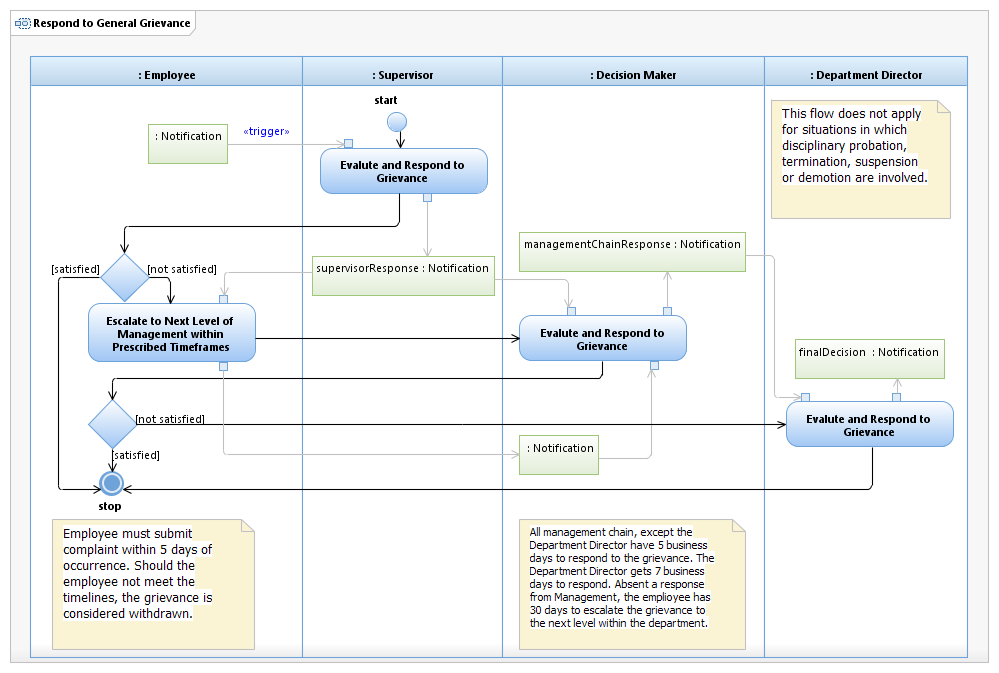 Respond to General Grievance
: Employee
: Supervisor
: Decision Maker
: Department Director
start
: Notification
«trigger»
Evalute and Respond to
Grievance
This flow does not apply
for situations in which
disciplinary probation,
termination, suspension
or demotion are involved.
[satisfied]
[not satisfied]
supervisorResponse : Notification
managementChainResponse : Notification
Escalate to Next Level of
Management within
Prescribed Timeframes
Evalute and Respond to
Grievance
finalDecision : Notification
[not satisfied]
Evalute and Respond to
Grievance
[satisfied]
: Notification
stop
Employee must submit
complaint within 5 days of
occurrence. Should the
employee not meet the
timelines, the grievance is
considered withdrawn.
All management chain, except the
Department Director have 5 business
days to respond to the grievance. The
Department Director gets 7 business
days to respond. Absent a response
from Management, the emplioyee has
30 days to escalate the grievance to
the next level within the department.